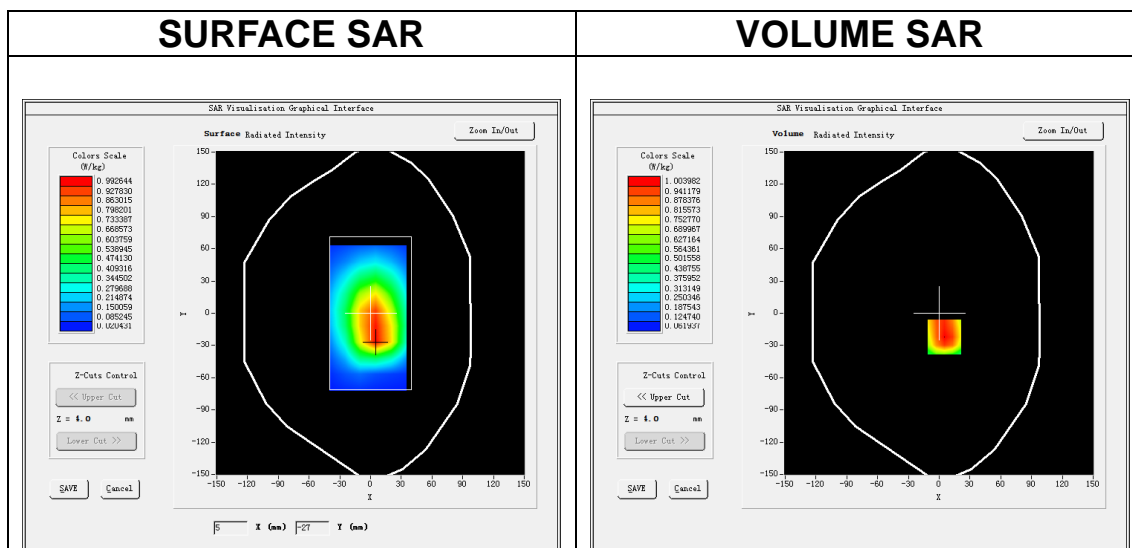 SURFACE SAR
SAR Visualisation Graphical Interface
Surface Radiated Intensity
Zoom In/Out
Colors Scale
(W/kg)
0.992644
0.927830
0.863015
0.798201
0.733387
0.668573
0.603759
0.538945
0.474130
0.409316
0.344502
0.279688
0.214874
0.150059
0.085245
0.020431
Z-Cuts Control
<< Upper Cut
Z = 4.0 mm
Lower Cut >>
SAVE Cancel
150
120
90
60
30
0
-30
-60
-90
-120
-150
Y
-150 -120 -90 -60 -30 0 30 60 90 120 150
X
5 X (mm) -27 Y (mm)
VOLUME SAR
SAR Visualisation Graphical Interface
Volume Radiated Intensity
Zoom In/Out
Colors Scale
(W/kg)
1.003982
0.941179
0.878376
0.815573
0.752770
0.689967
0.627164
0.564361
0.501558
0.438755
0.375952
0.313149
0.250346
0.187543
0.124740
0.061937
Z-Cuts Control
<< Upper Cut
Z = 4.0 mm
Lower Cut >>
SAVE Cancel
150
120
90
60
30
0
-30
-60
-90
-120
-150
Y
-150 -120 -90 -60 -30 0 30 60 90 120 150
X